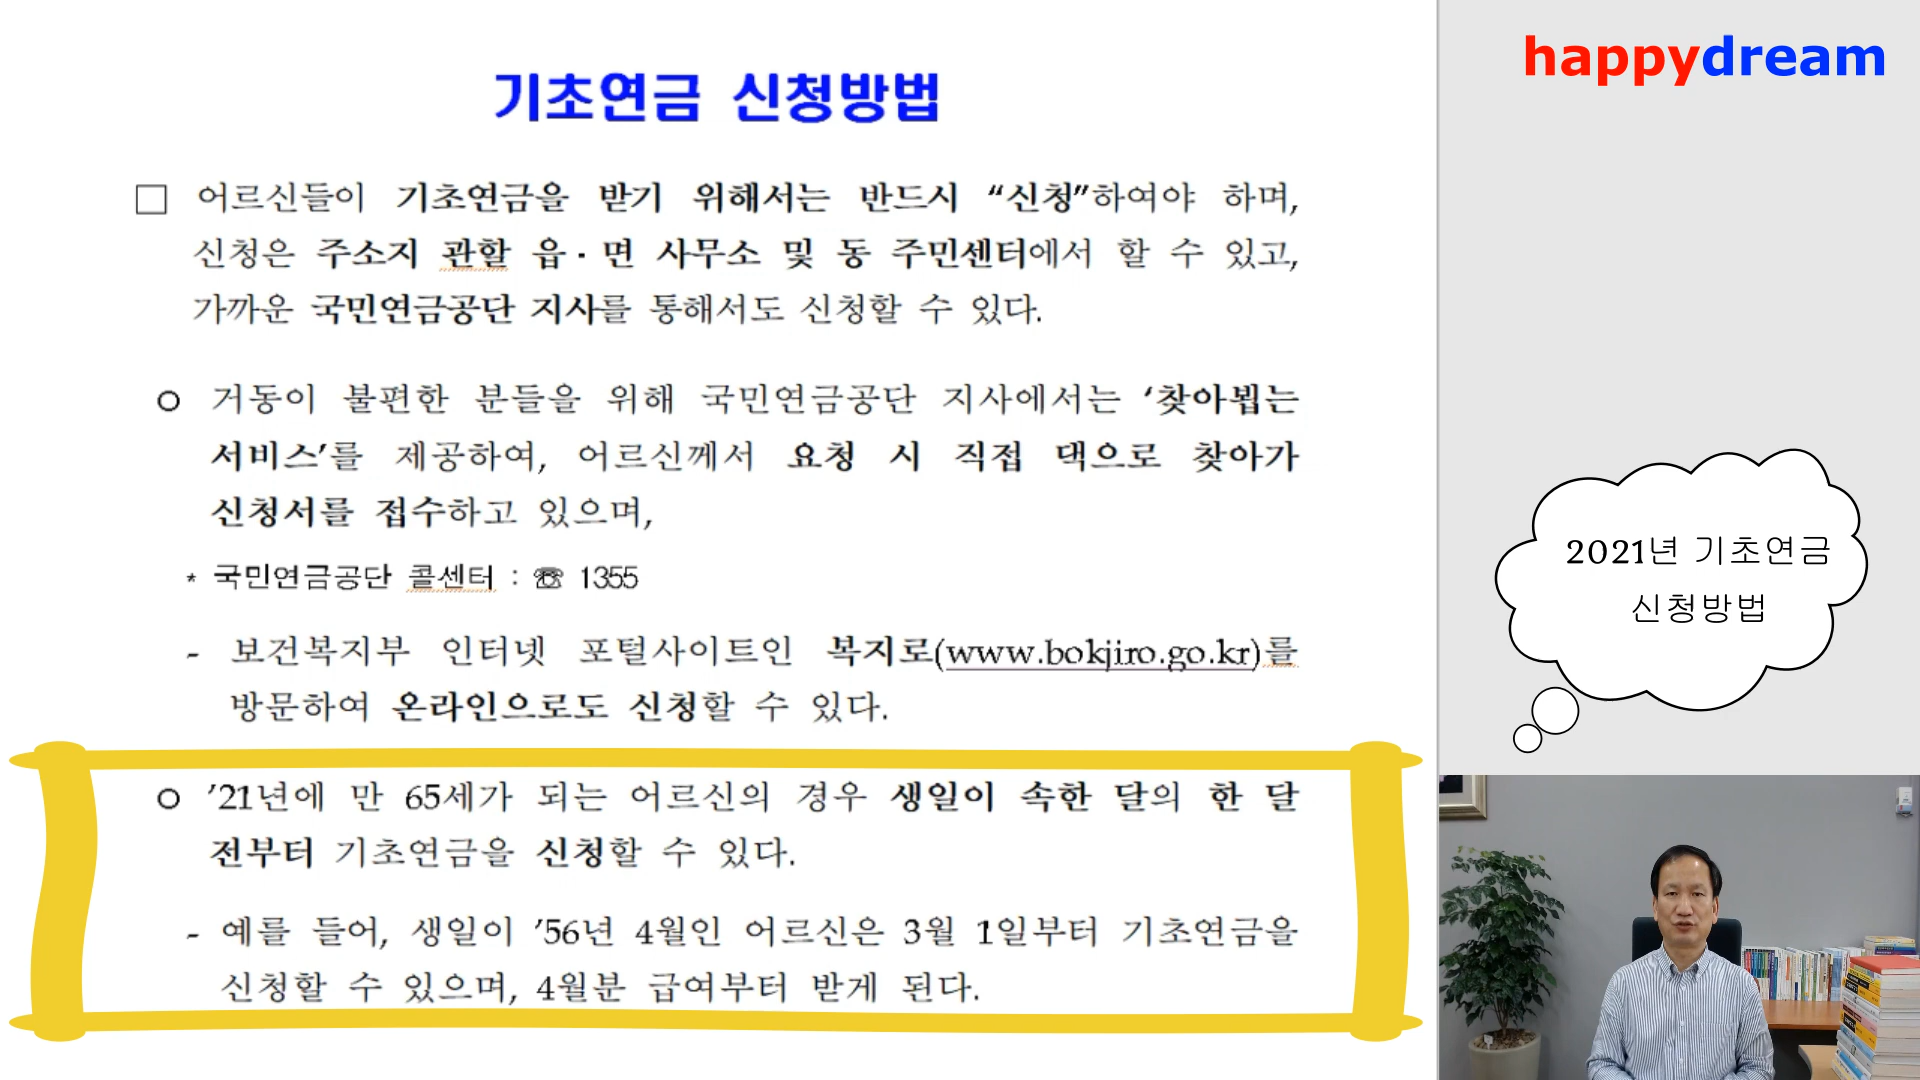 기초연금 신청방법
□ 어르신들이 기초연금을 받기 위해서는 반드시 “신청”하여야 하며,
신청은 주소지 관할 읍·면 사무소 및 동 주민센터에서 할 수 있고,
가까운 국민연금공단 지사를 통해서도 신청할 수 있다.
○ 거동이 불편한 분들을 위해 국민연금공단 지사에서는 ‘찾아뵙는
서비스’를 제공하여, 어르신께서 요청 시 직접 댁으로 찾아가
신청서를 접수하고 있으며,
* 국민연금공단 콜센터 : ☏ 1355
- 보건복지부 인터넷 포털사이트인 복지로(www.bokjiro.go.kr)를
방문하여 온라인으로도 신청할 수 있다.
○ ’21년에 만 65세가 되는 어르신의 경우 생일이 속한 달의 한 달
전부터 기초연금을 신청할 수 있다.
- 예를 들어, 생일이 ’56년 4월인 어르신은 3월 1일부터 기초연금을
신청할 수 있으며, 4월분 급여부터 받게 된다.
happydream
2021년 기초연금
신청방법